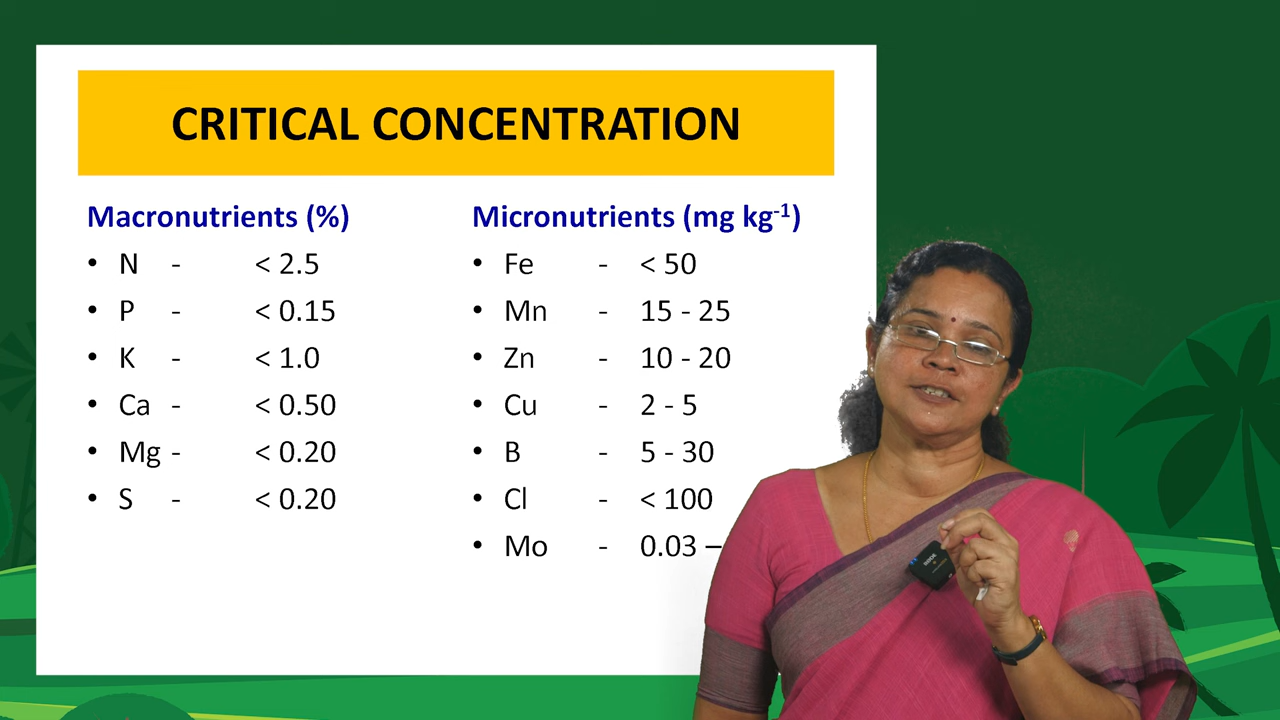 CRITICAL CONCENTRATION
Macronutrients (%)
• N - < 2.5
• P - < 0.15
• K - < 1.0
• Ca - < 0.50
• Mg - < 0.20
• S - < 0.20
Micronutrients (mg kg⁻¹)
• Fe - < 50
• Mn - 15 - 25
• Zn - 10 - 20
• Cu - 2 - 5
• B - 5 - 30
• Cl - < 100
• Mo - 0.03 –